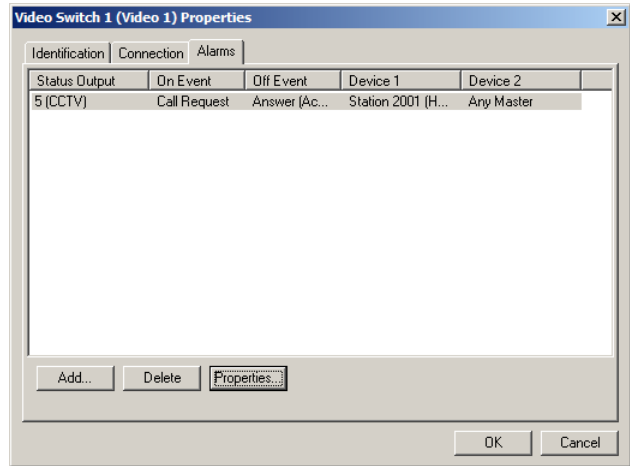 Video Switch 1 (Video 1) Properties
Identification Connection Alarms
Status Output On Event Off Event Device 1 Device 2
5 (CCTV) Call Request Answer (Ac... Station 2001 (H... Any Master
Add... Delete Properties...
OK Cancel